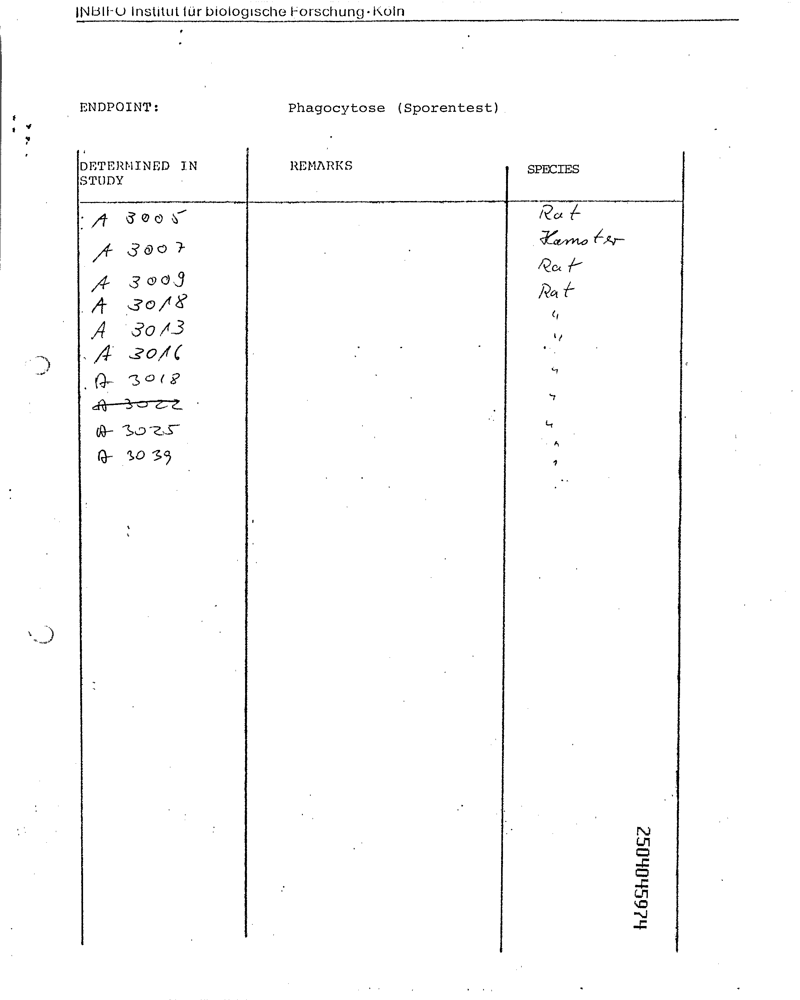 INBIFO Institut für biologische Forschung · Köln
ENDPOINT: Phagocytose (Sporentest)
DETERMINED IN STUDY REMARKS SPECIES
A 3005 Rat
A 3007 Hamster
A 3009 Rat
A 3018 Rat
A 3013 "
A 3016 "
A 3018 "
A 3022 "
A 3025 "
A 3039 "
2504045974